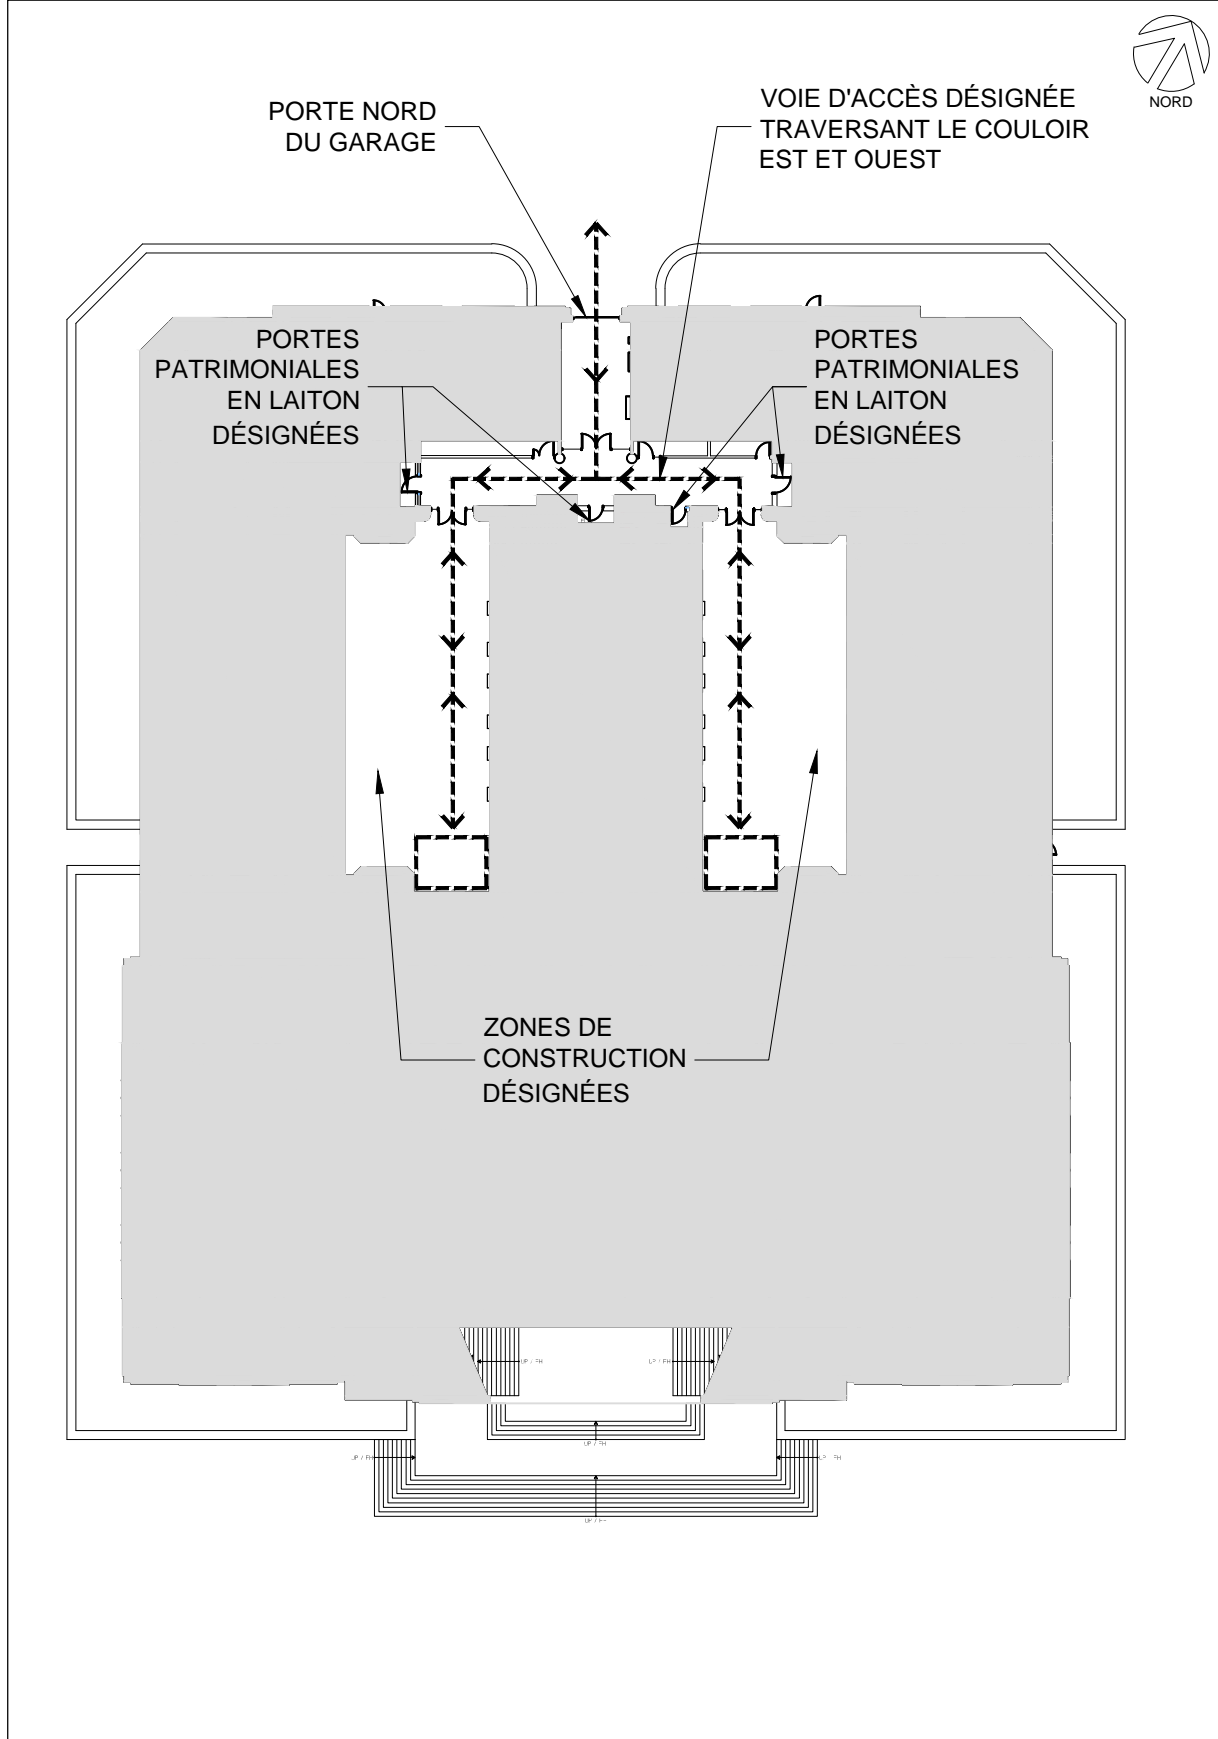 NORD
PORTE NORD
DU GARAGE
VOIE D'ACCÈS DÉSIGNÉE
TRAVERSANT LE COULOIR
EST ET OUEST
PORTES
PATRIMONIALES
EN LAITON
DÉSIGNÉES
PORTES
PATRIMONIALES
EN LAITON
DÉSIGNÉES
ZONES DE
CONSTRUCTION
DÉSIGNÉES